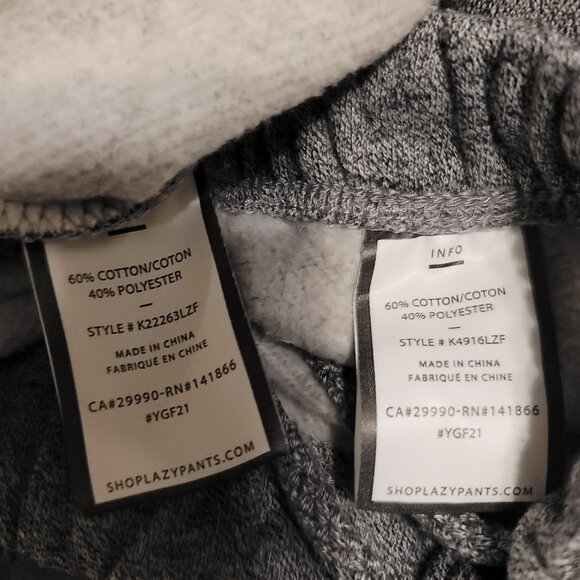 60% COTTON/COTON
40% POLYESTER
STYLE # K22263LZF
MADE IN CHINA
FABRIQUÉ EN CHINE
CA#29990-RN#141866
#YGF21
SHOPLAZYPANTS.COM
INFO
60% COTTON/COTON
40% POLYESTER
STYLE # K4916LZF
MADE IN CHINA
FABRIQUÉ EN CHINE
CA#29990-RN#141866
#YGF21
SHOPLAZYPANTS.COM